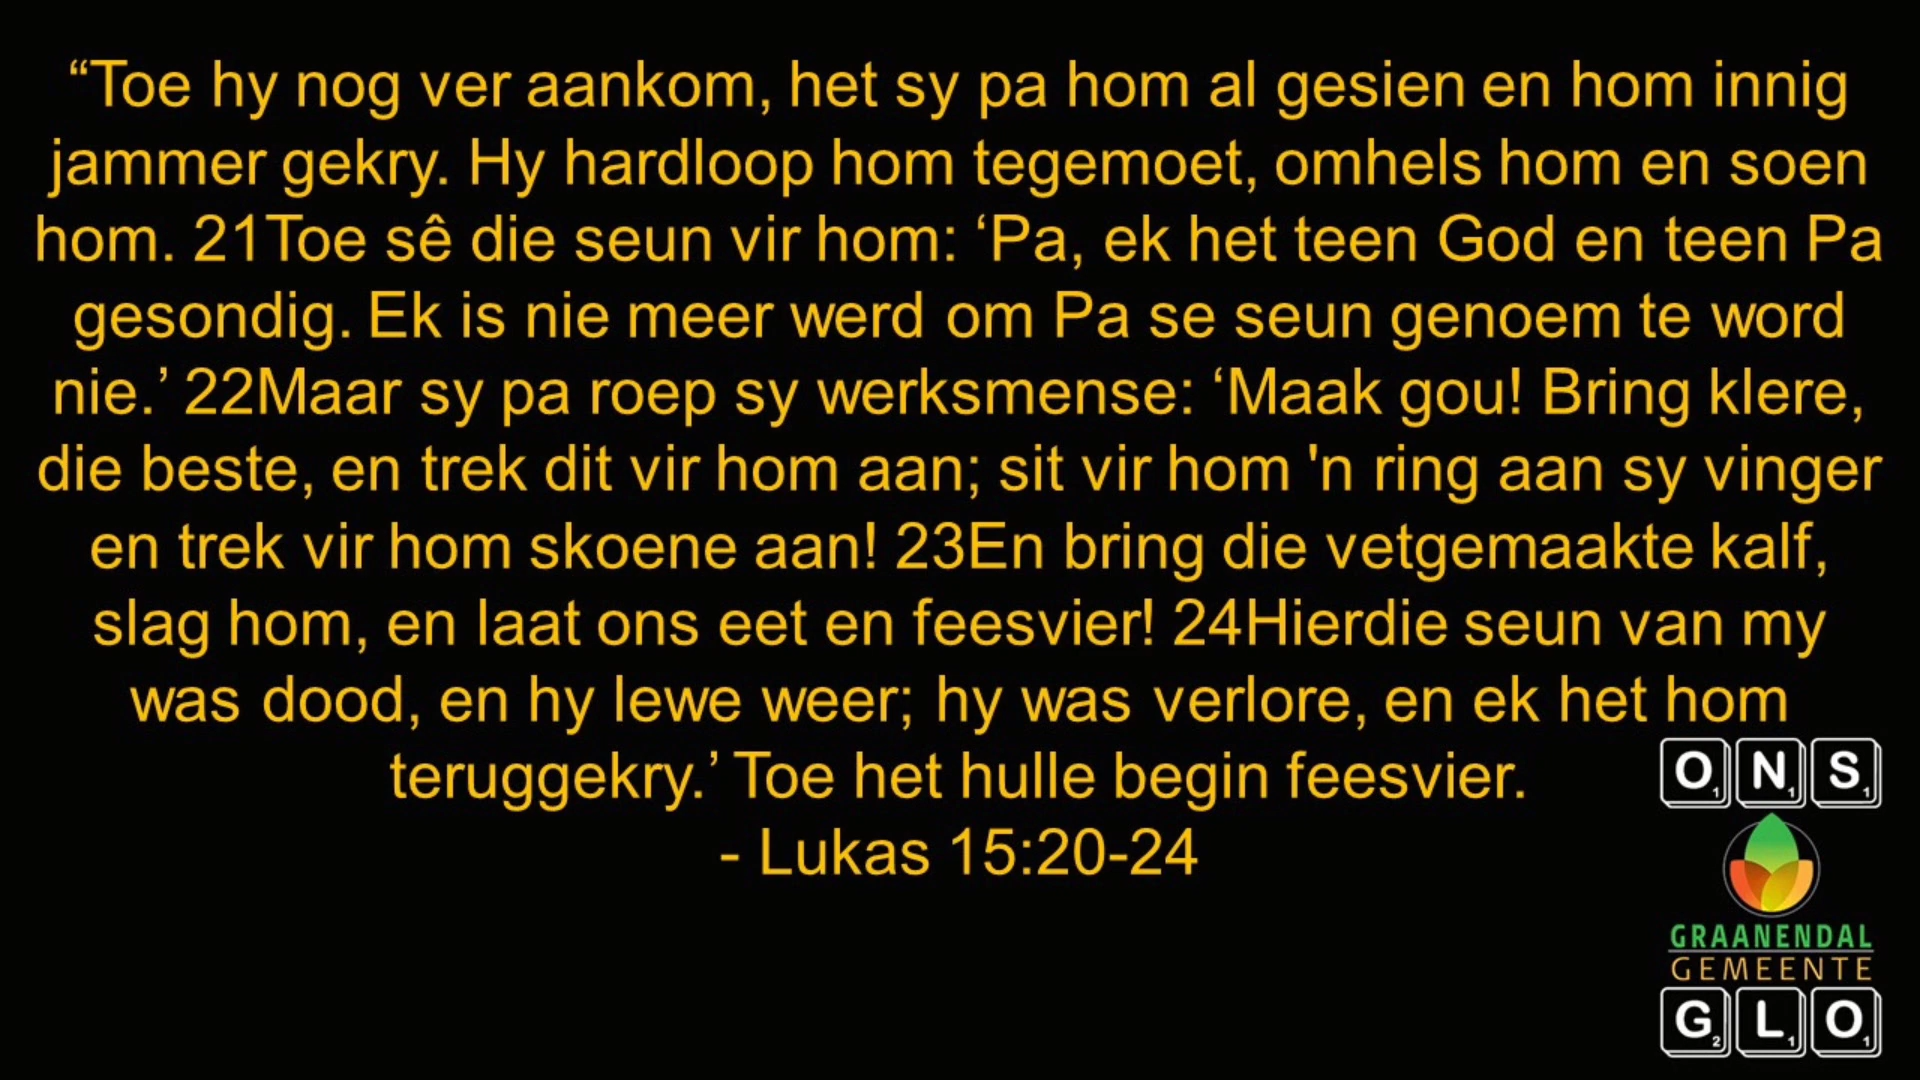 “Toe hy nog ver aankom, het sy pa hom al gesien en hom innig
jammer gekry. Hy hardloop hom tegemoet, omhels hom en soen
hom. 21Toe sê die seun vir hom: ‘Pa, ek het teen God en teen Pa
gesondig. Ek is nie meer werd om Pa se seun genoem te word
nie.’ 22Maar sy pa roep sy werksmense: ‘Maak gou! Bring klere,
die beste, en trek dit vir hom aan; sit vir hom 'n ring aan sy vinger
en trek vir hom skoene aan! 23En bring die vetgemaakte kalf,
slag hom, en laat ons eet en feesvier! 24Hierdie seun van my
was dood, en hy lewe weer; hy was verlore, en ek het hom
teruggekry.’ Toe het hulle begin feesvier.
- Lukas 15:20-24
O1 N1 S1
GRAANENDAL
GEMEENTE
G2 L1 O1